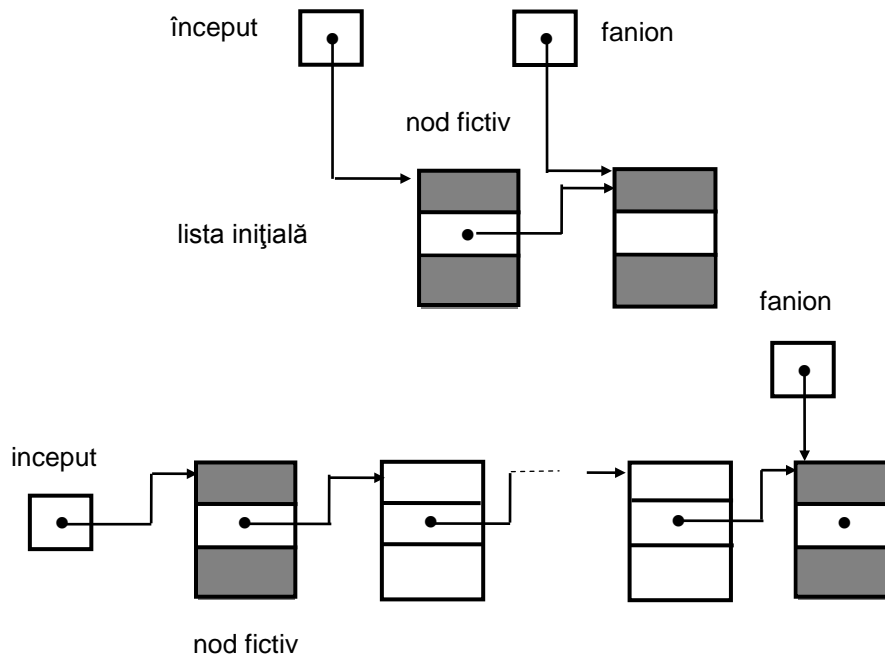 început
fanion
nod fictiv
lista iniţială
fanion
inceput
nod fictiv